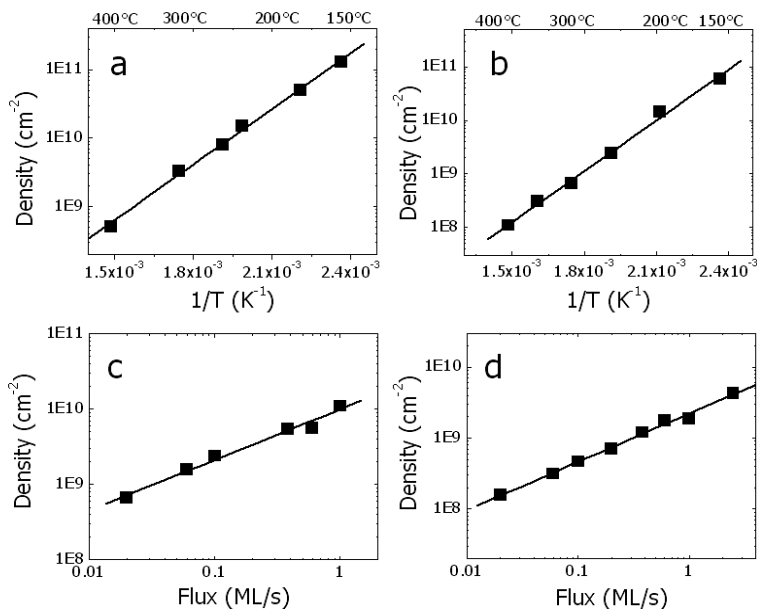 400°C 300°C 200°C 150°C
a
1E11
1E10
1E9
Density (cm-2)
1.5x10-3 1.8x10-3 2.1x10-3 2.4x10-3
1/T (K-1)
400°C 300°C 200°C 150°C
b
1E11
1E10
1E9
1E8
Density (cm-2)
1.5x10-3 1.8x10-3 2.1x10-3 2.4x10-3
1/T (K-1)
c
1E11
1E10
1E9
1E8
Density (cm-2)
0.01 0.1 1
Flux (ML/s)
d
1E10
1E9
1E8
Density (cm-2)
0.01 0.1 1
Flux (ML/s)